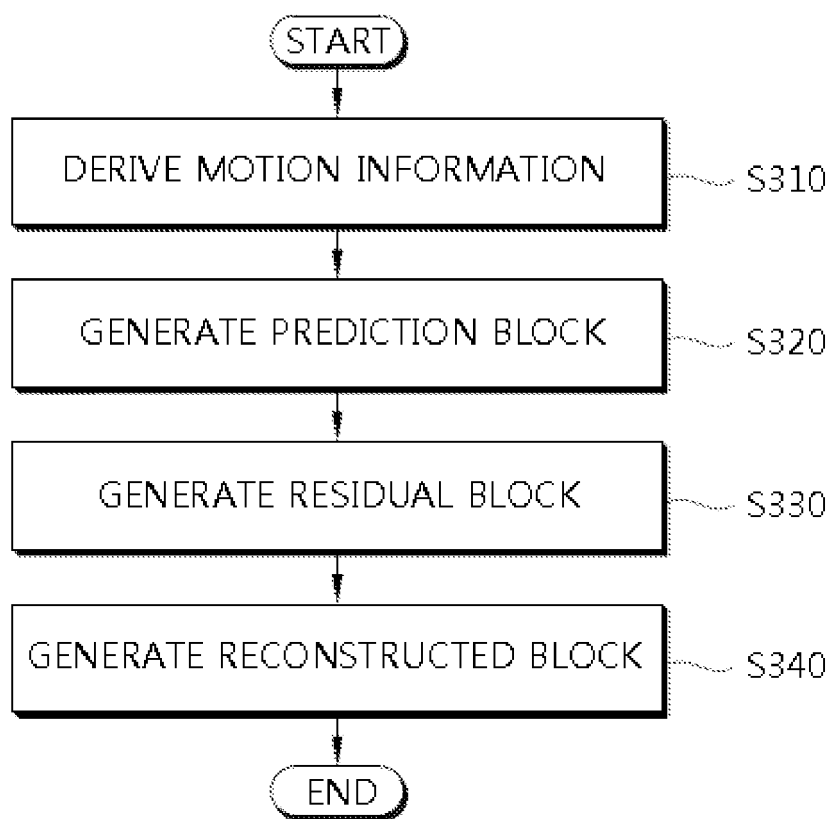 START
DERIVE MOTION INFORMATION
S310
GENERATE PREDICTION BLOCK
S320
GENERATE RESIDUAL BLOCK
S330
GENERATE RECONSTRUCTED BLOCK
S340
END